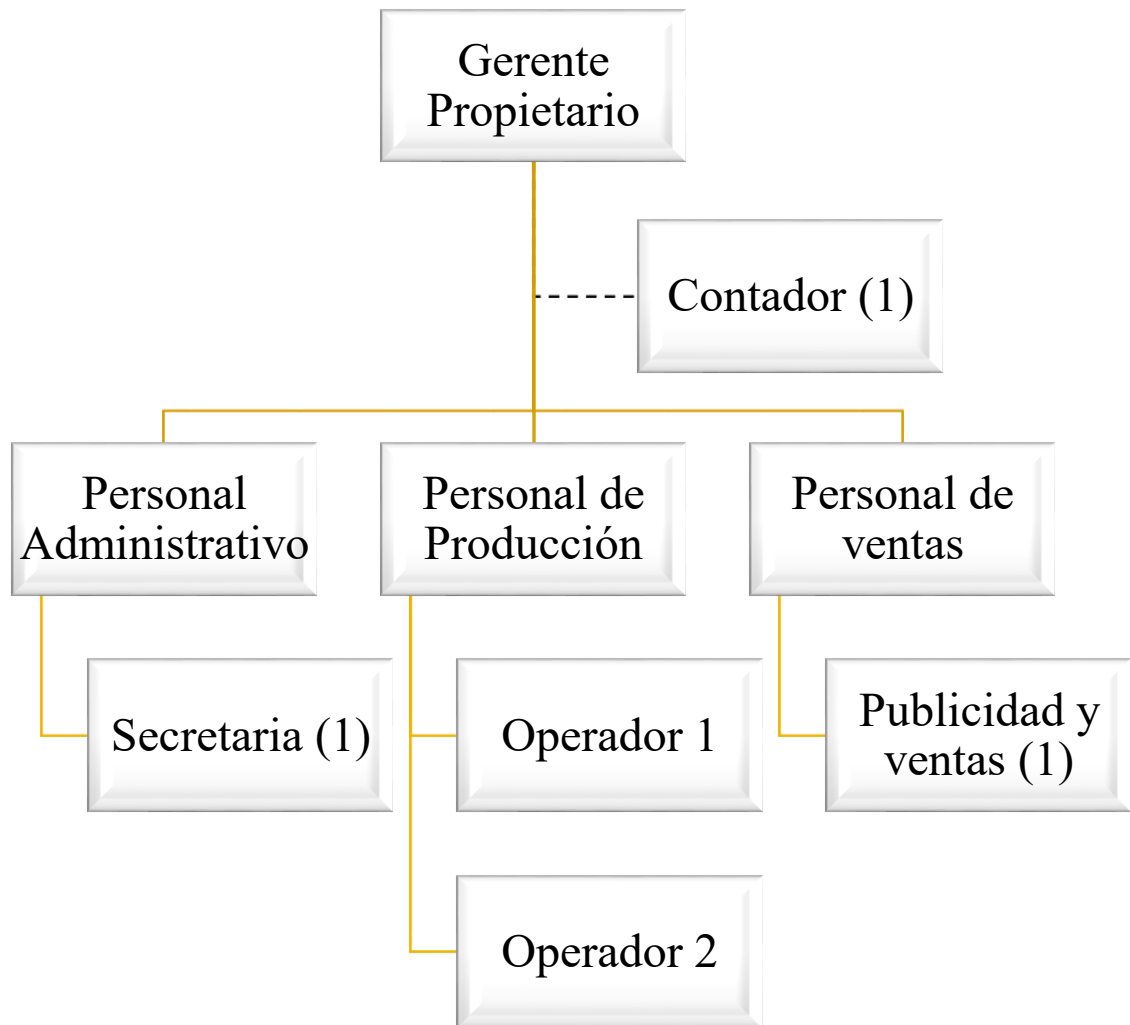 Gerente
Propietario
Contador (1)
Personal
Administrativo
Personal de
Producción
Personal de
ventas
Secretaria (1)
Operador 1
Publicidad y
ventas (1)
Operador 2